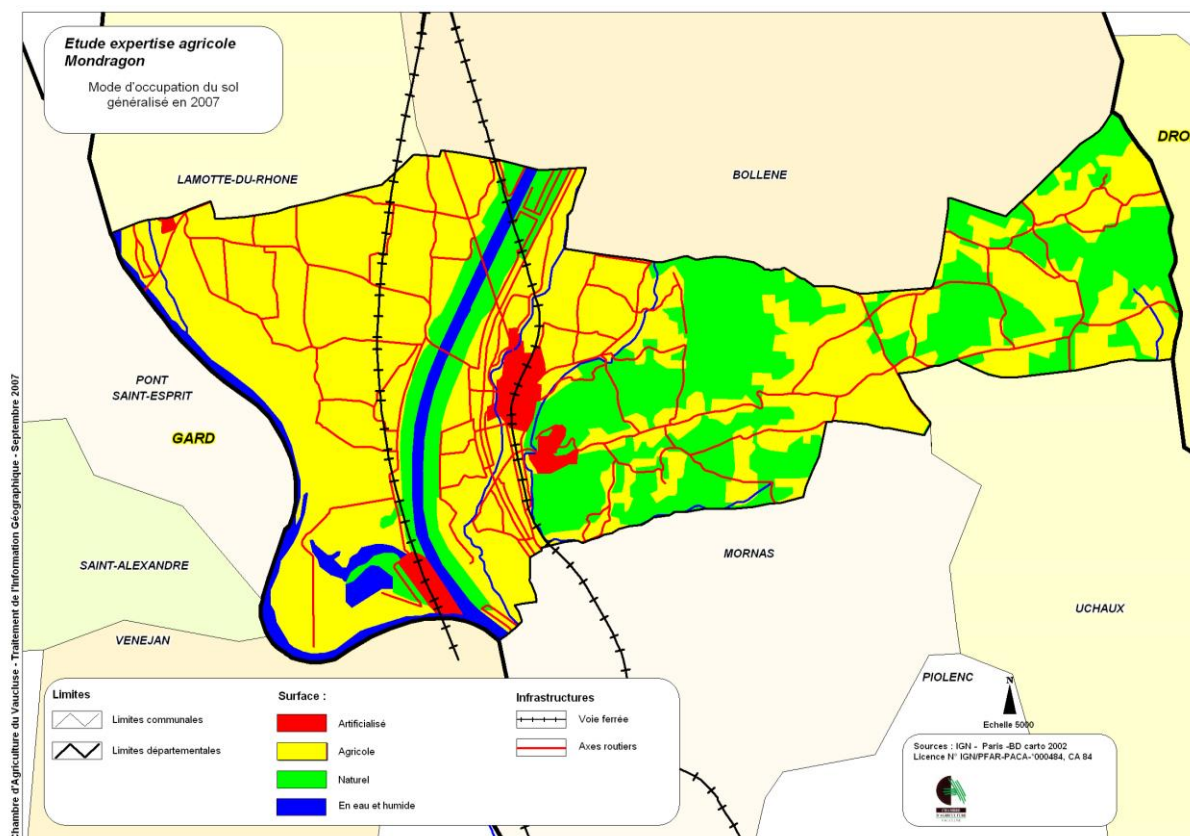 Etude expertise agricole
Mondragon
Mode d'occupation du sol
généralisé en 2007
LAMOTTE-DU-RHONE
BOLLENE
DRO
PONT
SAINT-ESPRIT
GARD
SAINT-ALEXANDRE
VENEJAN
MORNAS
UCHAUX
PIOLENC
N
Echelle 5000
Limites
Limites communales
Limites départementales
Surface :
Artificialisé
Agricole
Naturel
En eau et humide
Infrastructures
Voie ferrée
Axes routiers
Sources : IGN - Paris -BD carto 2002
Licence N° IGN/PFAR-PACA-°000484, CA 84
Chambre d'Agriculture du Vaucluse - Traitement de l'Information Géographique - Septembre 2007